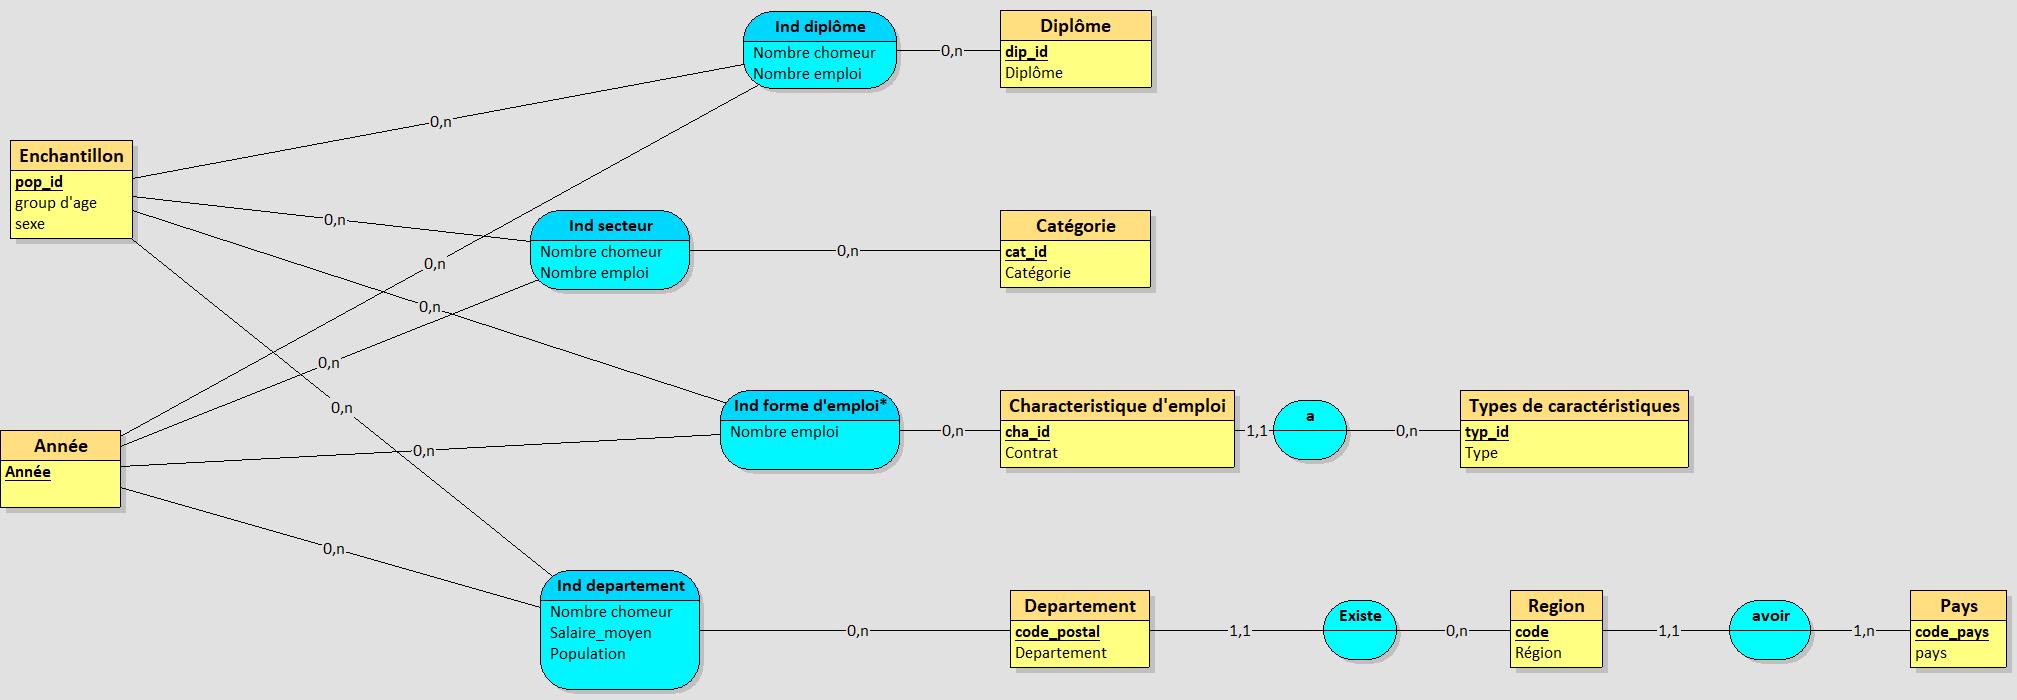 Ind diplôme
Nombre chomeur
Nombre emploi
0,n
Diplôme
dip_id
Diplôme
0,n
Enchantillon
pop_id
group d'age
sexe
0,n
Ind secteur
Nombre chomeur
Nombre emploi
0,n
Catégorie
cat_id
Catégorie
0,n
0,n
0,n
0,n
Année
Année
Ind forme d'emploi*
Nombre emploi
0,n
Characteristique d'emploi
cha_id
Contrat
1,1
a
0,n
Types de caractéristiques
typ_id
Type
0,n
0,n
Ind departement
Nombre chomeur
Salaire_moyen
Population
0,n
Departement
code_postal
Departement
1,1
Existe
0,n
Region
code
Région
1,1
avoir
1,n
Pays
code_pays
pays